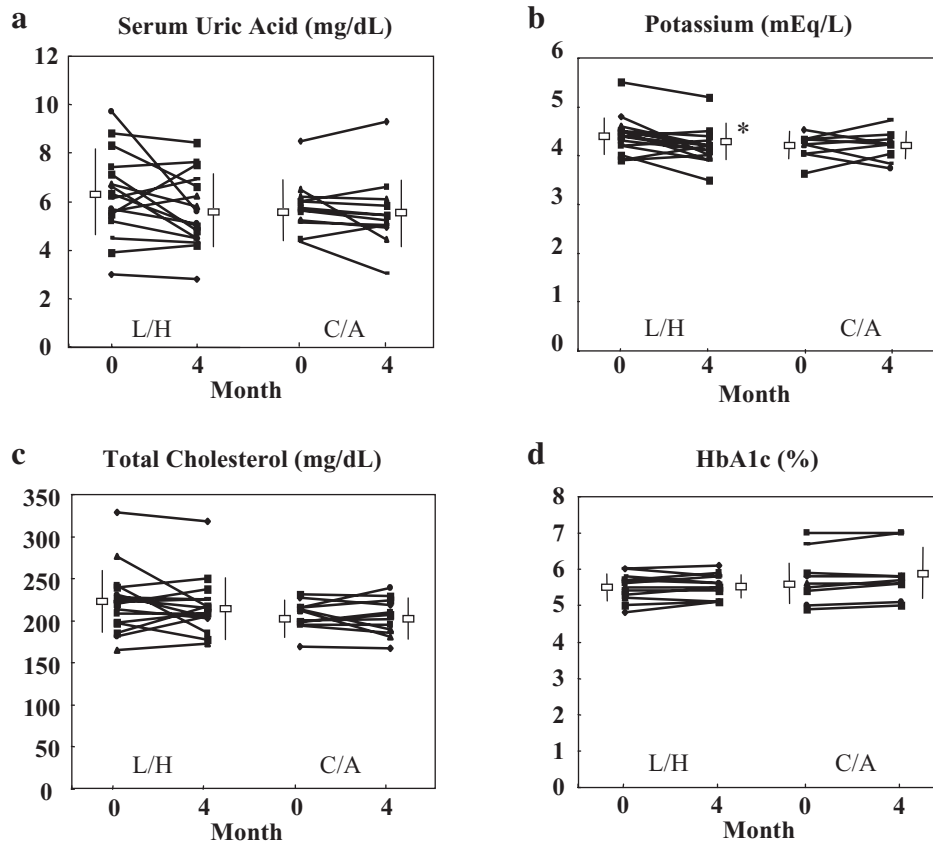 a
Serum Uric Acid (mg/dL)
12
10
8
6
4
2
0
L/H
C/A
0
4
0
4
Month
b
Potassium (mEq/L)
6
5
4
3
2
1
0
*
L/H
C/A
0
4
0
4
Month
c
Total Cholesterol (mg/dL)
350
300
250
200
150
100
50
0
L/H
C/A
0
4
0
4
Month
d
HbA1c (%)
8
7
6
5
4
3
2
1
0
L/H
C/A
0
4
0
4
Month